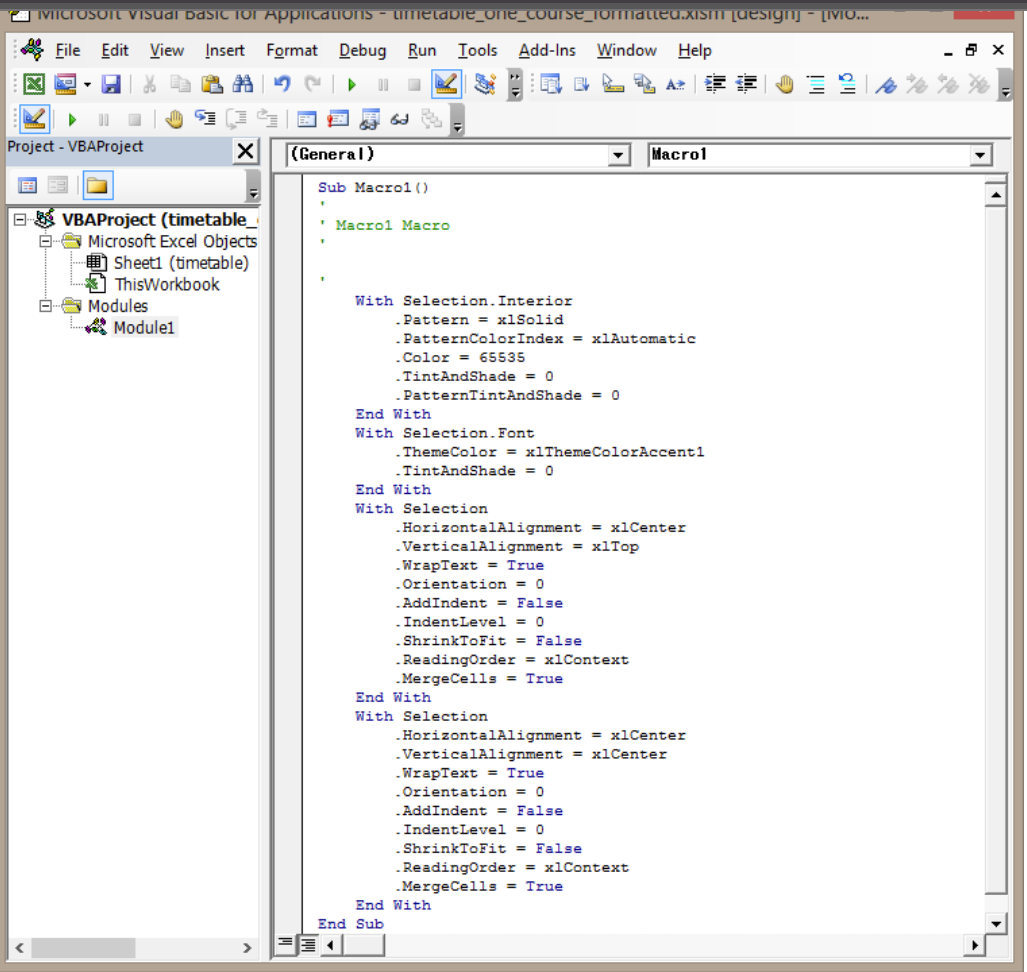 Microsoft Visual Basic for Applications - timetable_one_course_formatted.xlsm [design] - [Mo...
File Edit View Insert Format Debug Run Tools Add-Ins Window Help
Project - VBAProject
VBAProject (timetable_
Microsoft Excel Objects
Sheet1 (timetable)
ThisWorkbook
Modules
Module1
(General) Macro1
Sub Macro1()
'
' Macro1 Macro
'
'
With Selection.Interior
.Pattern = xlSolid
.PatternColorIndex = xlAutomatic
.Color = 65535
.TintAndShade = 0
.PatternTintAndShade = 0
End With
With Selection.Font
.ThemeColor = xlThemeColorAccent1
.TintAndShade = 0
End With
With Selection
.HorizontalAlignment = xlCenter
.VerticalAlignment = xlTop
.WrapText = True
.Orientation = 0
.AddIndent = False
.IndentLevel = 0
.ShrinkToFit = False
.ReadingOrder = xlContext
.MergeCells = True
End With
With Selection
.HorizontalAlignment = xlCenter
.VerticalAlignment = xlCenter
.WrapText = True
.Orientation = 0
.AddIndent = False
.IndentLevel = 0
.ShrinkToFit = False
.ReadingOrder = xlContext
.MergeCells = True
End With
End Sub